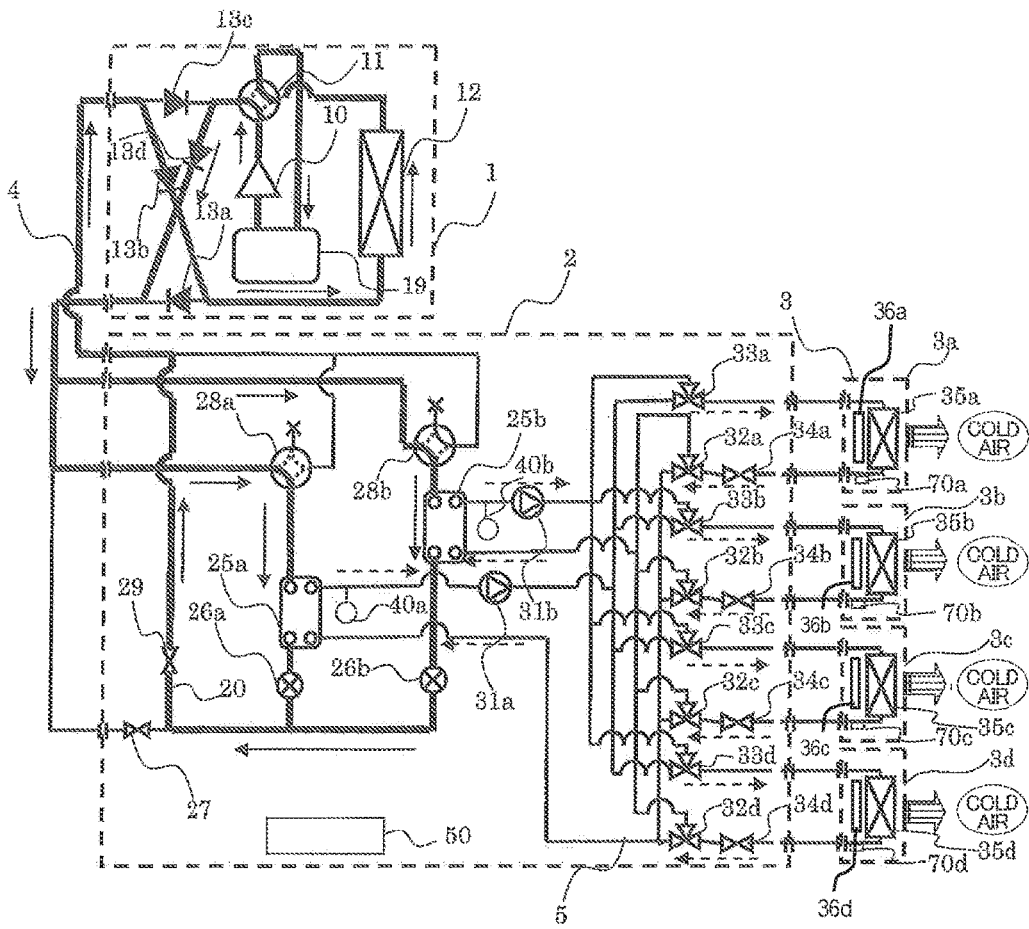 13c
11
12
10
13d
4
1
13a
13b
19
2
3
36a
3a
33a
35a
28a
25b
32a
34a
COLD
AIR
40b
28b
70a
33b
3b
35b
25a
32b
34b
COLD
AIR
29
26a
40a
31b
70b
33c
36b
3c
20
26b
31a
32c
34c
COLD
AIR
36c
70c
35c
33d
3d
27
32d
34d
COLD
AIR
50
35d
70d
5
36d